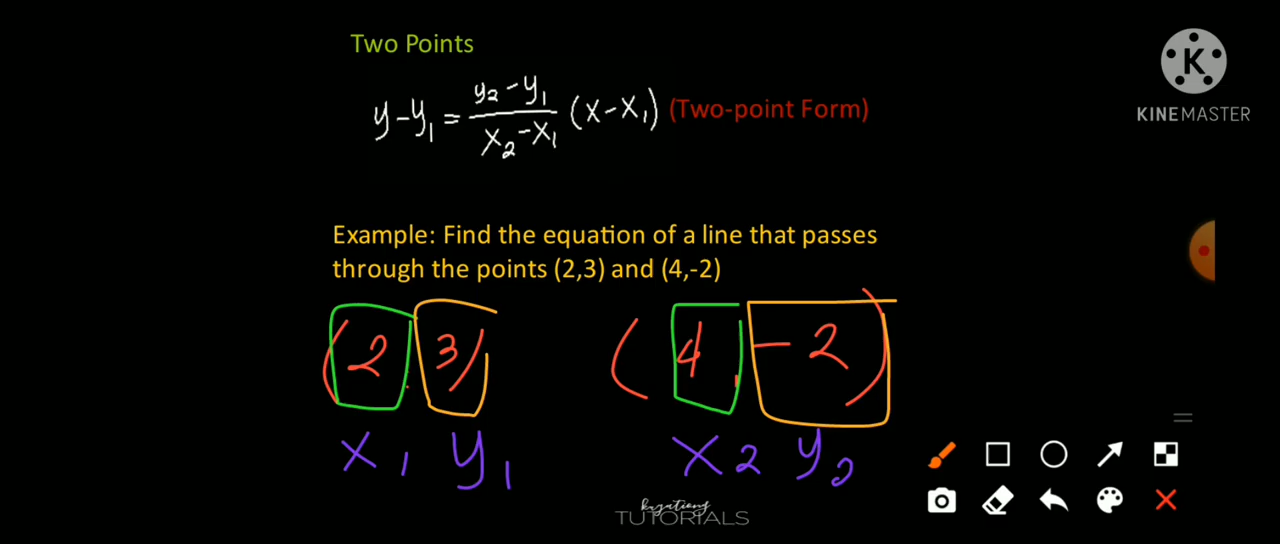 Two Points
K
KINEMASTER
y-y₁ = y₂-y₁/x₂-x₁ (x-x₁) (Two-point Form)
Example: Find the equation of a line that passes
through the points (2,3) and (4,-2)
(2, 3) (4, -2)
x₁ y₁ x₂ y₂
TUTORIALS